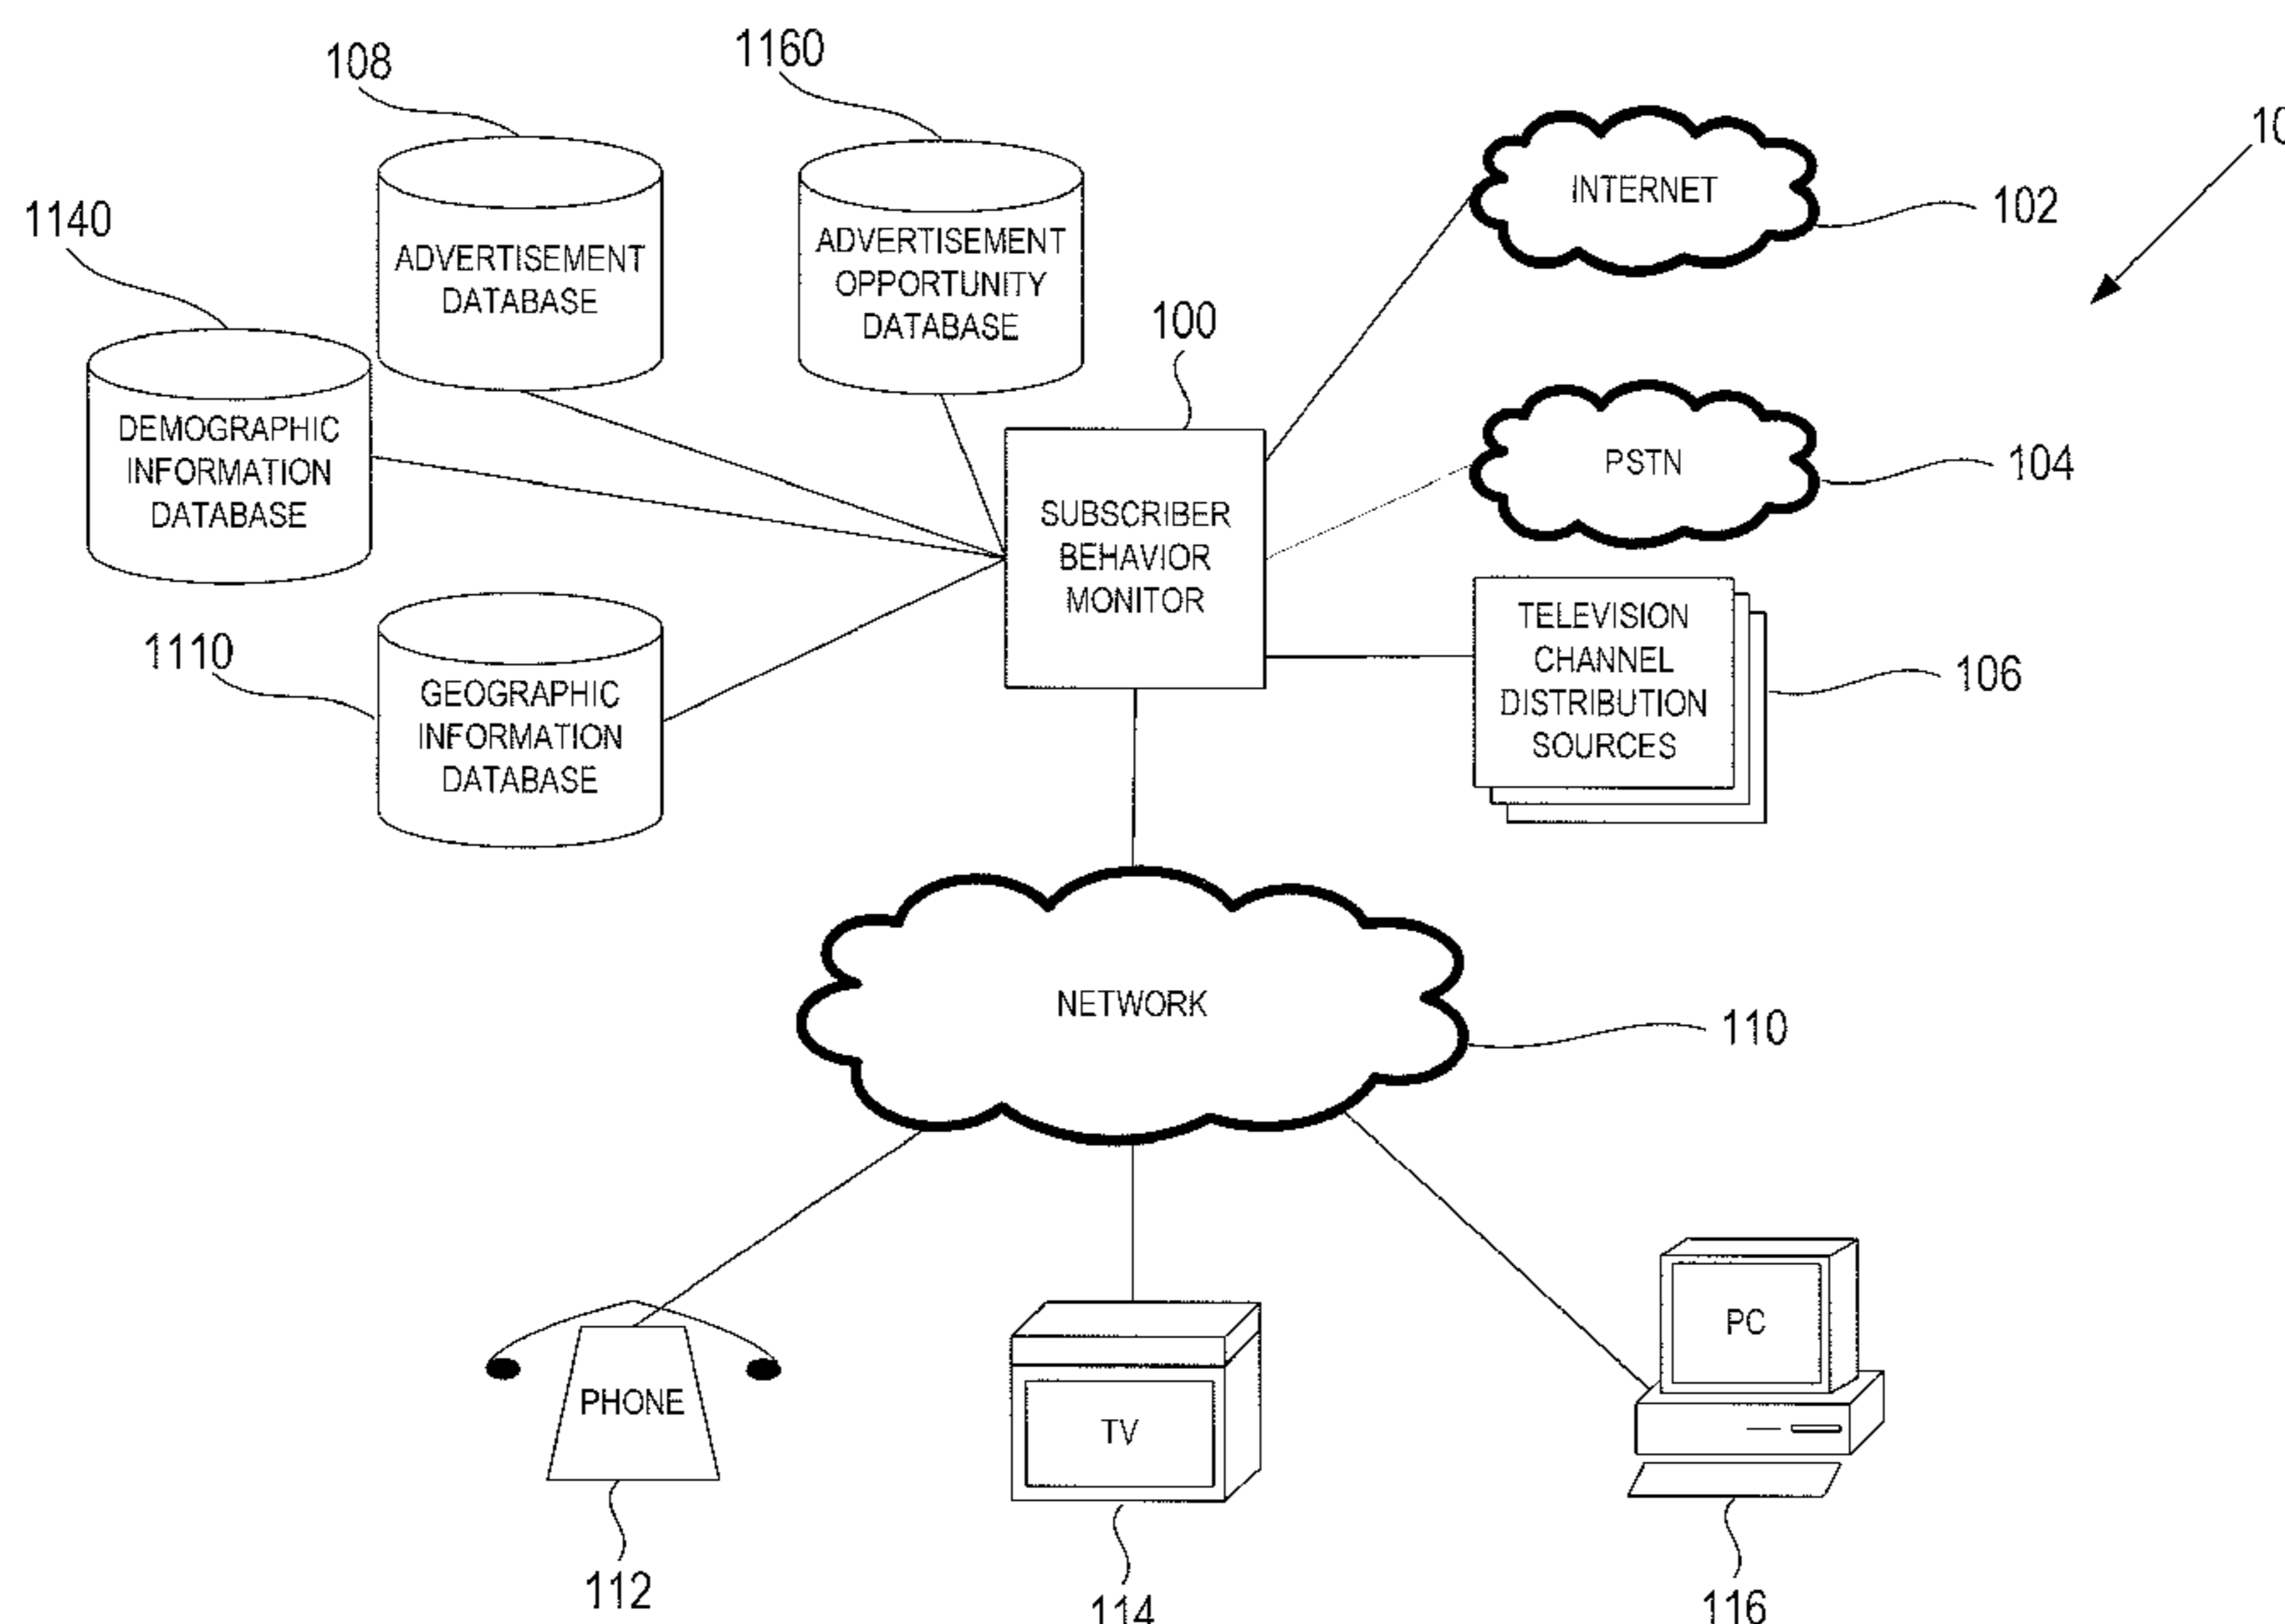 108
1160
10
1140
ADVERTISEMENT
DATABASE
ADVERTISEMENT
OPPORTUNITY
DATABASE
INTERNET
102
100
DEMOGRAPHIC
INFORMATION
DATABASE
SUBSCRIBER
BEHAVIOR
MONITOR
PSTN
104
1110
GEOGRAPHIC
INFORMATION
DATABASE
TELEVISION
CHANNEL
DISTRIBUTION
SOURCES
106
NETWORK
110
PHONE
TV
PC
112
114
116